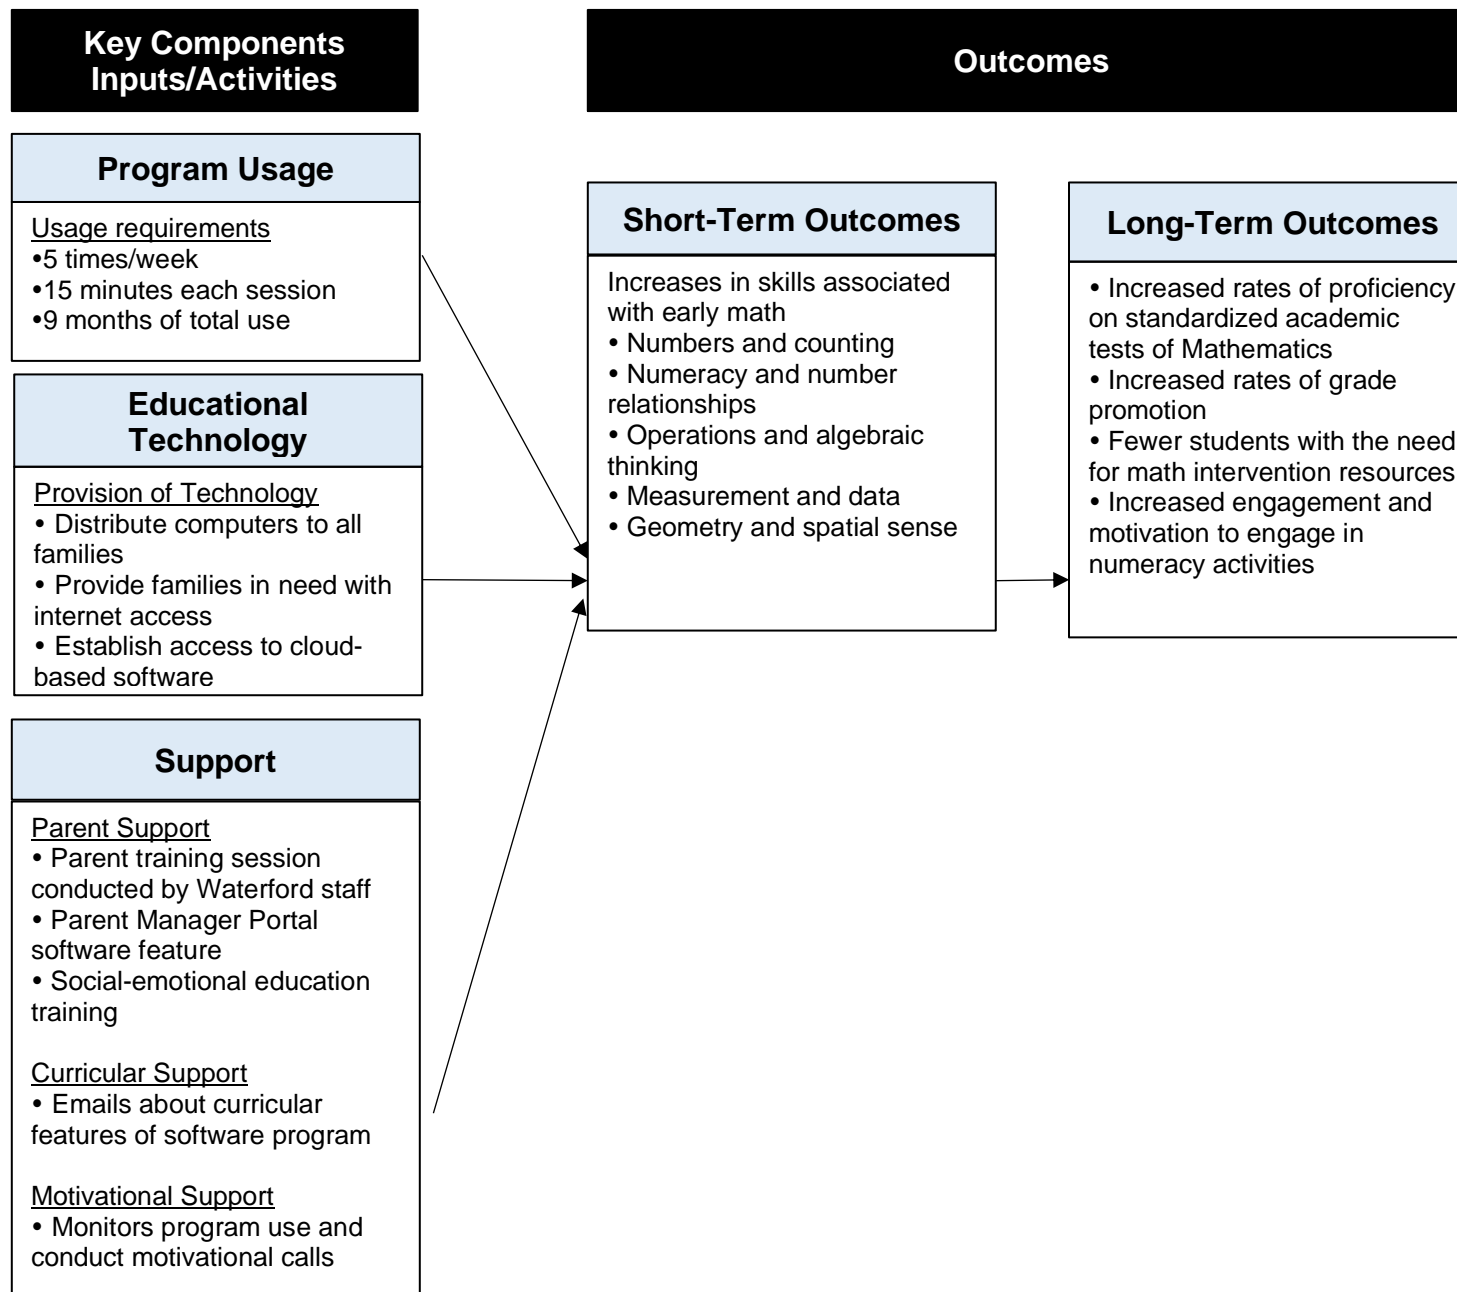 Key Components
Inputs/Activities
Outcomes
Program Usage
Usage requirements
•5 times/week
•15 minutes each session
•9 months of total use
Educational
Technology
Provision of Technology
• Distribute computers to all
families
• Provide families in need with
internet access
• Establish access to cloud-
based software
Support
Parent Support
• Parent training session
conducted by Waterford staff
• Parent Manager Portal
software feature
• Social-emotional education
training
Curricular Support
• Emails about curricular
features of software program
Motivational Support
• Monitors program use and
conduct motivational calls
Short-Term Outcomes
Increases in skills associated
with early math
• Numbers and counting
• Numeracy and number
relationships
• Operations and algebraic
thinking
• Measurement and data
• Geometry and spatial sense
Long-Term Outcomes
• Increased rates of proficiency
on standardized academic
tests of Mathematics
• Increased rates of grade
promotion
• Fewer students with the need
for math intervention resources
• Increased engagement and
motivation to engage in
numeracy activities